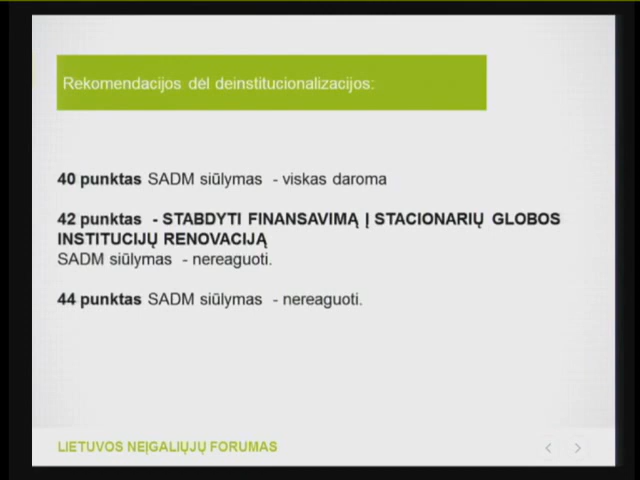 Rekomendacijos dėl deinstitucionalizacijos:
40 punktas SADM siūlymas - viskas daroma
42 punktas - STABDYTI FINANSAVIMĄ Į STACIONARIŲ GLOBOS
INSTITUCIJŲ RENOVACIJĄ
SADM siūlymas - nereaguoti.
44 punktas SADM siūlymas - nereaguoti.
LIETUVOS NEĮGALIŲJŲ FORUMAS